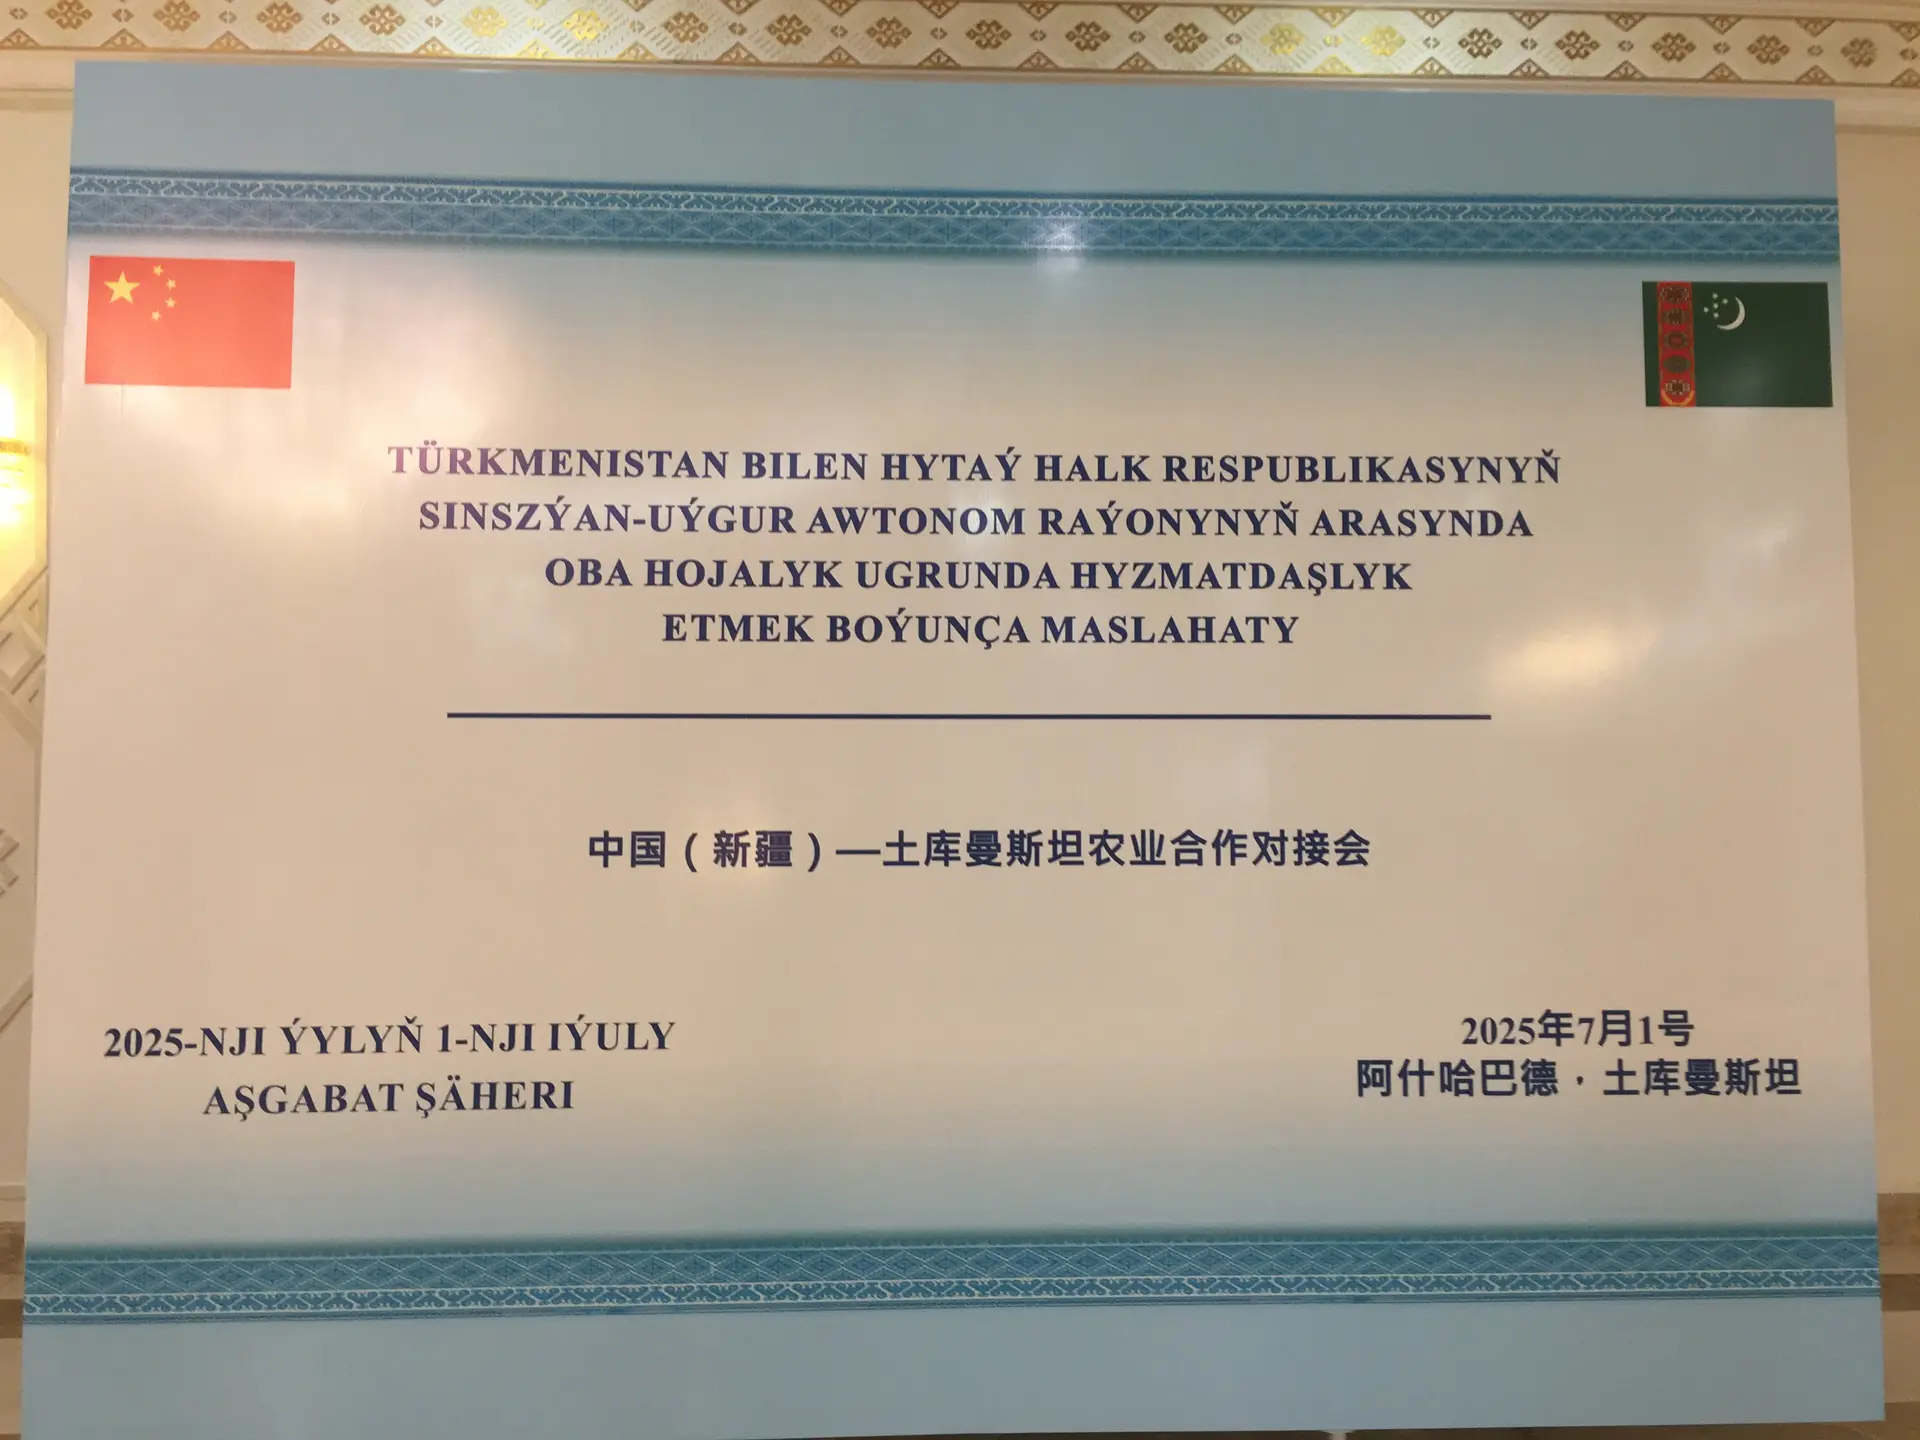 TÜRKMENISTAN BILEN HYTAÝ HALK RESPUBLIKASYNYŇ
SINSZÝAN-UÝGUR AWTONOM RAÝONYNYŇ ARASYNDA
OBA HOJALYK UGRUNDA HYZMATDAŞLYK
ETMEK BOÝUNÇA MASLAHATY
中国（新疆）—土库曼斯坦农业合作对接会
2025-NJI ÝYLYŇ 1-NJI IÝULY
AŞGABAT ŞÄHERI
2025年7月1号
阿什哈巴德·土库曼斯坦